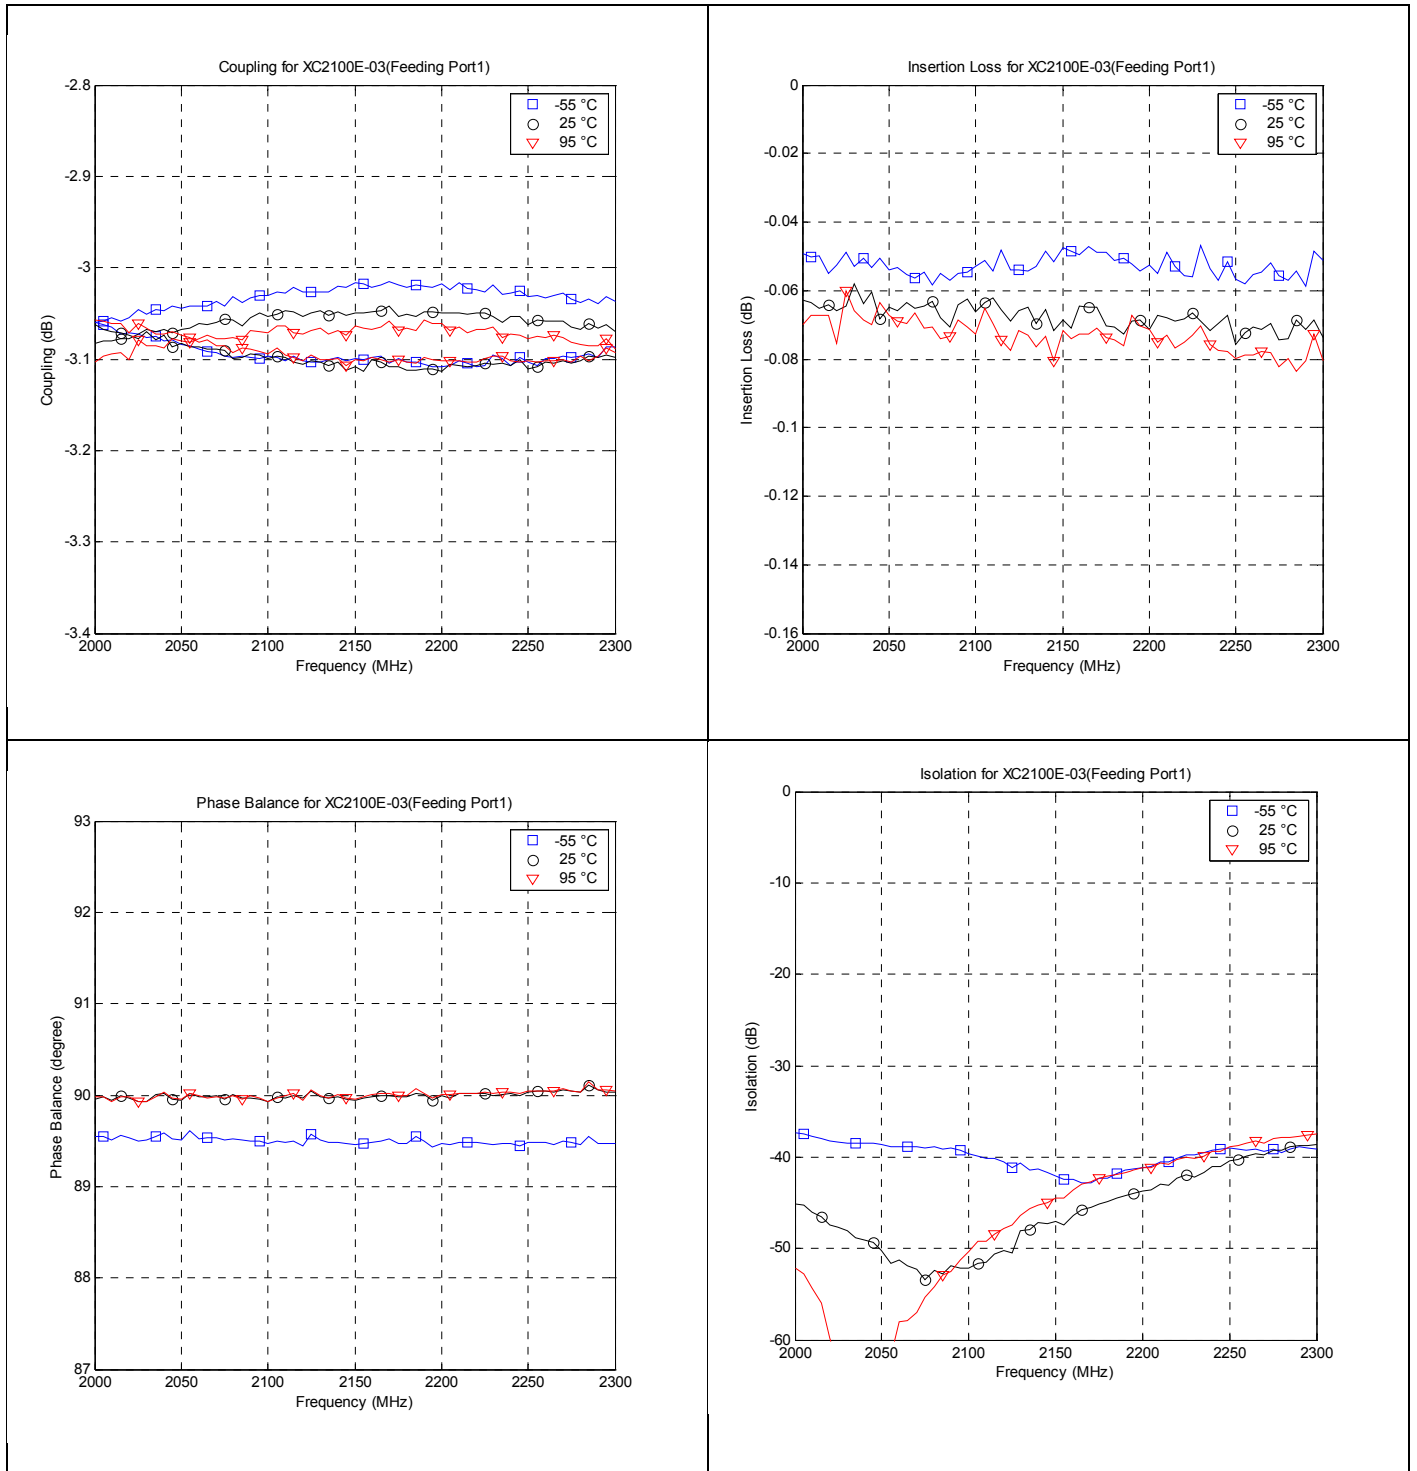 Coupling for XC2100E-03(Feeding Port1)
-2.8
-2.9
-3
-3.1
-3.2
-3.3
-3.4
Coupling (dB)
-55 °C
25 °C
95 °C
2000
2050
2100
2150
2200
2250
2300
Frequency (MHz)
Insertion Loss for XC2100E-03(Feeding Port1)
0
-0.02
-0.04
-0.06
-0.08
-0.1
-0.12
-0.14
-0.16
Insertion Loss (dB)
-55 °C
25 °C
95 °C
2000
2050
2100
2150
2200
2250
2300
Frequency (MHz)
Phase Balance for XC2100E-03(Feeding Port1)
93
92
91
90
89
88
87
Phase Balance (degree)
-55 °C
25 °C
95 °C
2000
2050
2100
2150
2200
2250
2300
Frequency (MHz)
Isolation for XC2100E-03(Feeding Port1)
0
-10
-20
-30
-40
-50
-60
Isolation (dB)
-55 °C
25 °C
95 °C
2000
2050
2100
2150
2200
2250
2300
Frequency (MHz)